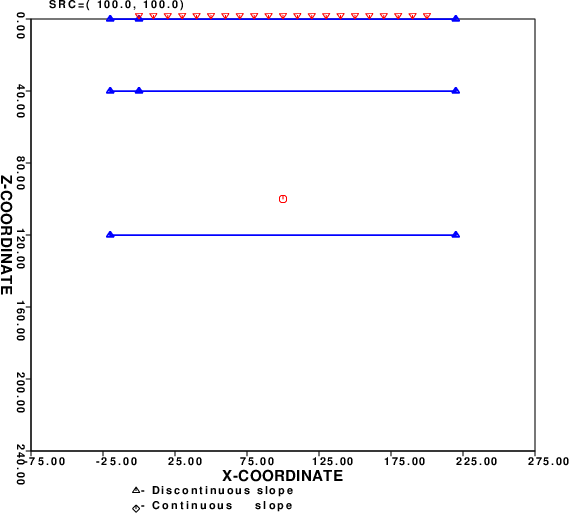 SRC=( 100.0, 100.0)
0.00
40.00
80.00
120.00
160.00
200.00
240.00
Z-COORDINATE
-75.00 -25.00 25.00 75.00 125.00 175.00 225.00 275.00
X-COORDINATE
- Discontinuous slope
- Continuous slope